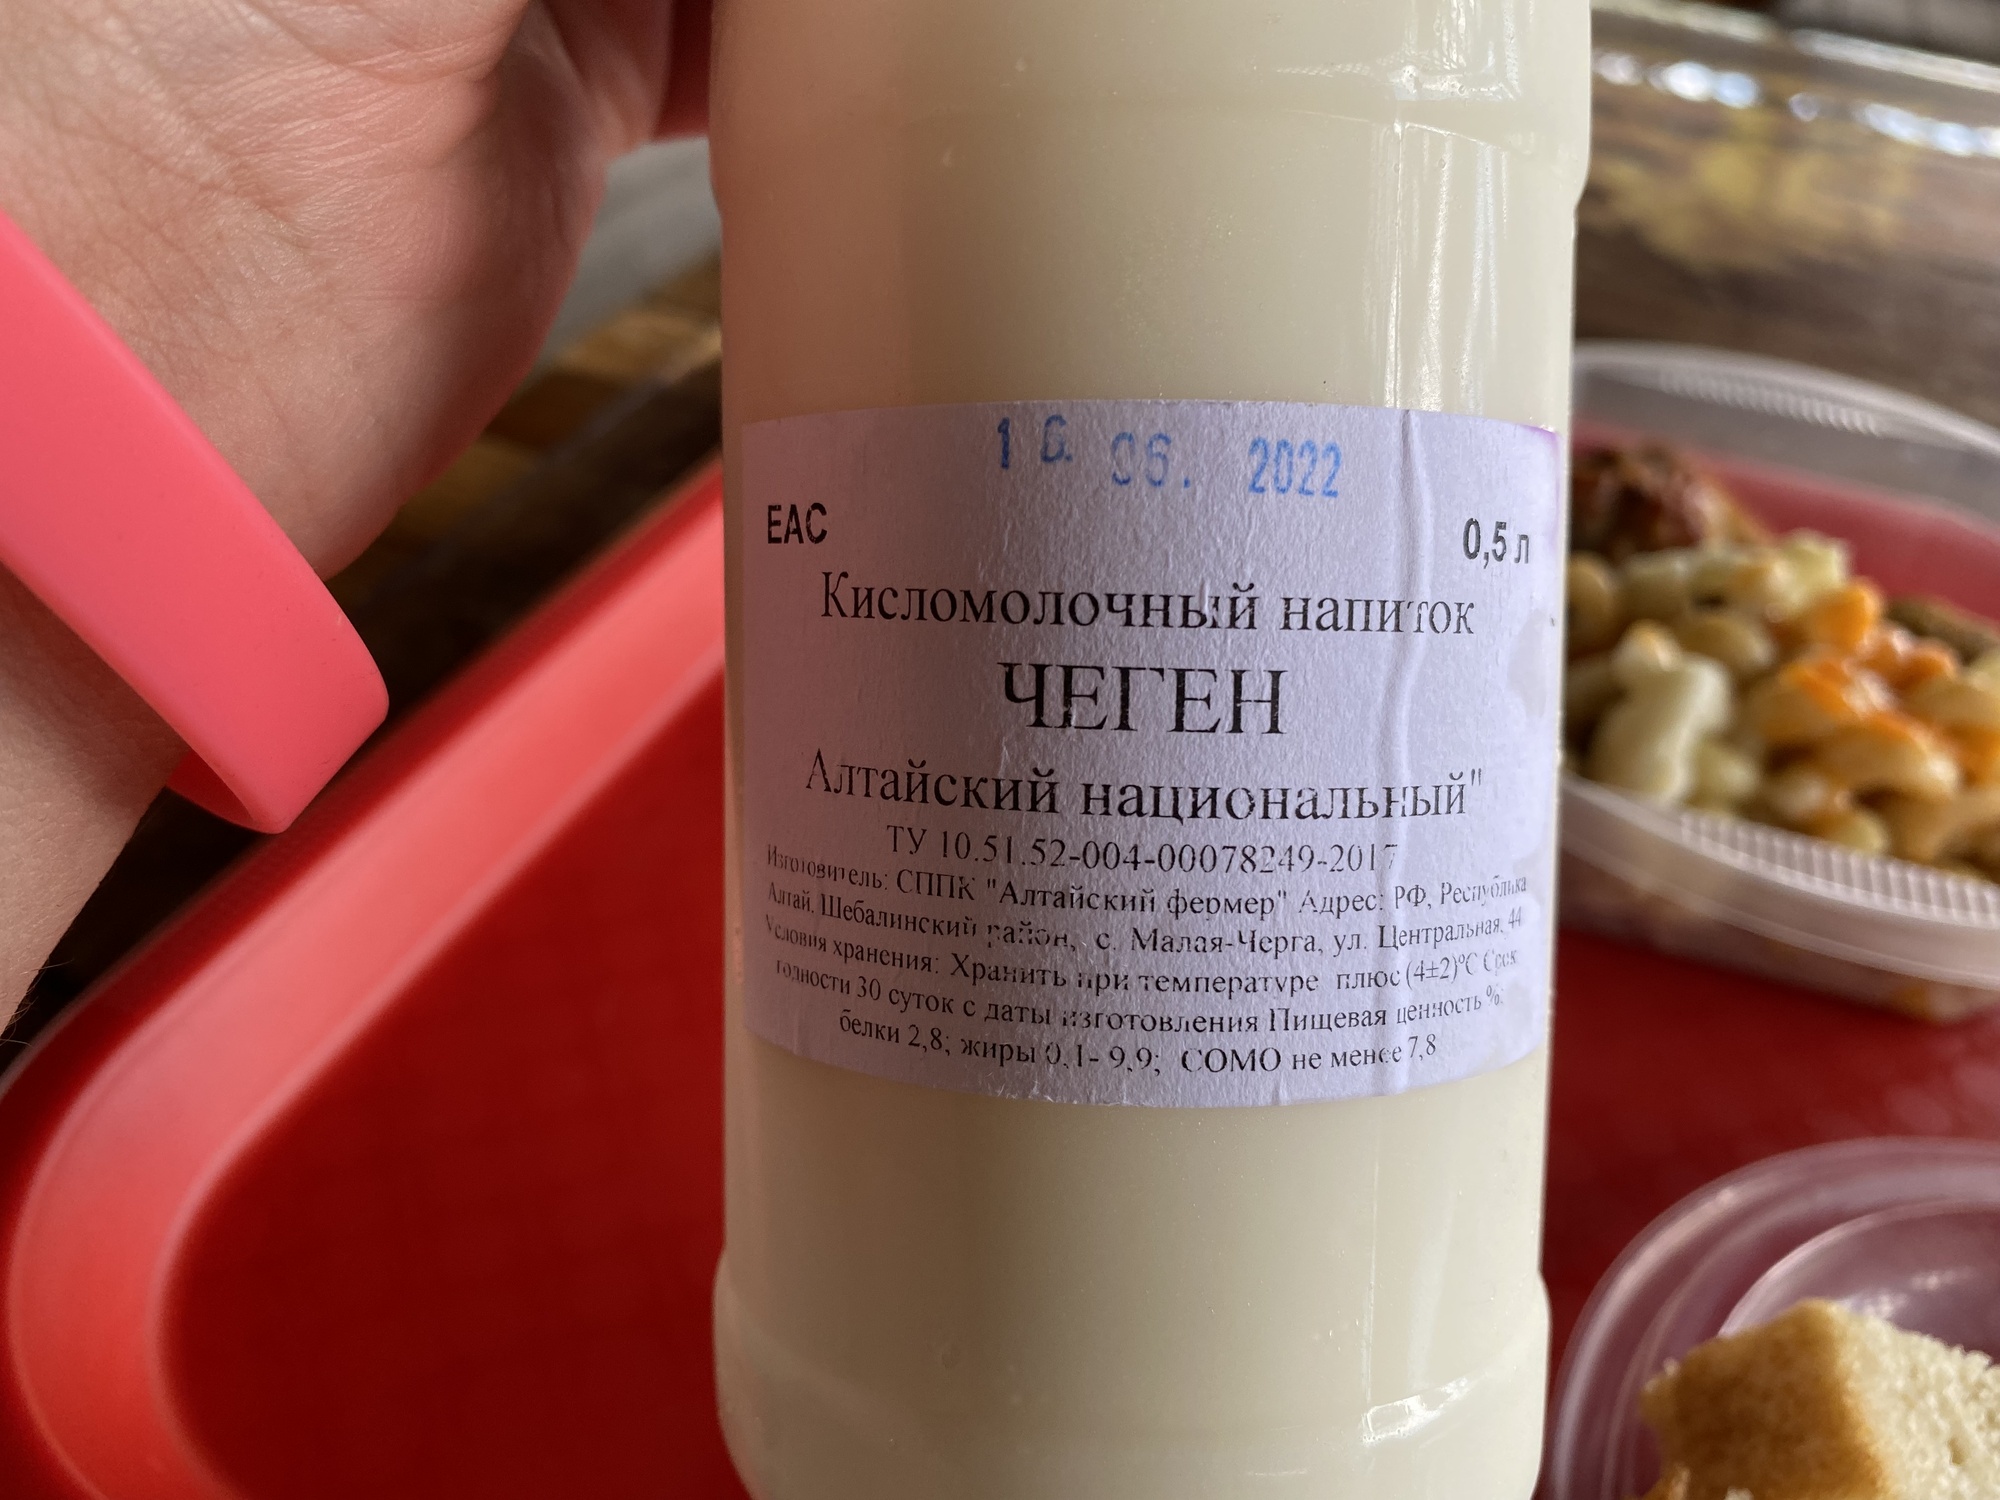 16. 06. 2022
EAC
0,5 л
Кисломолочный напиток
ЧЕГЕН
Алтайский национальный"
ТУ 10.51.52-004-00078249-2017
Изготовитель: СППК "Алтайский фермер" Адрес: РФ, Республика
Алтай, Шебалинский район, с. Малая-Черга, ул. Центральная, 44
Условия хранения: Хранить при температуре плюс (4±2)°С Срок
годности 30 суток с даты изготовления Пищевая ценность %:
белки 2,8; жиры 0,1- 9,9; СОМО не менее 7,8